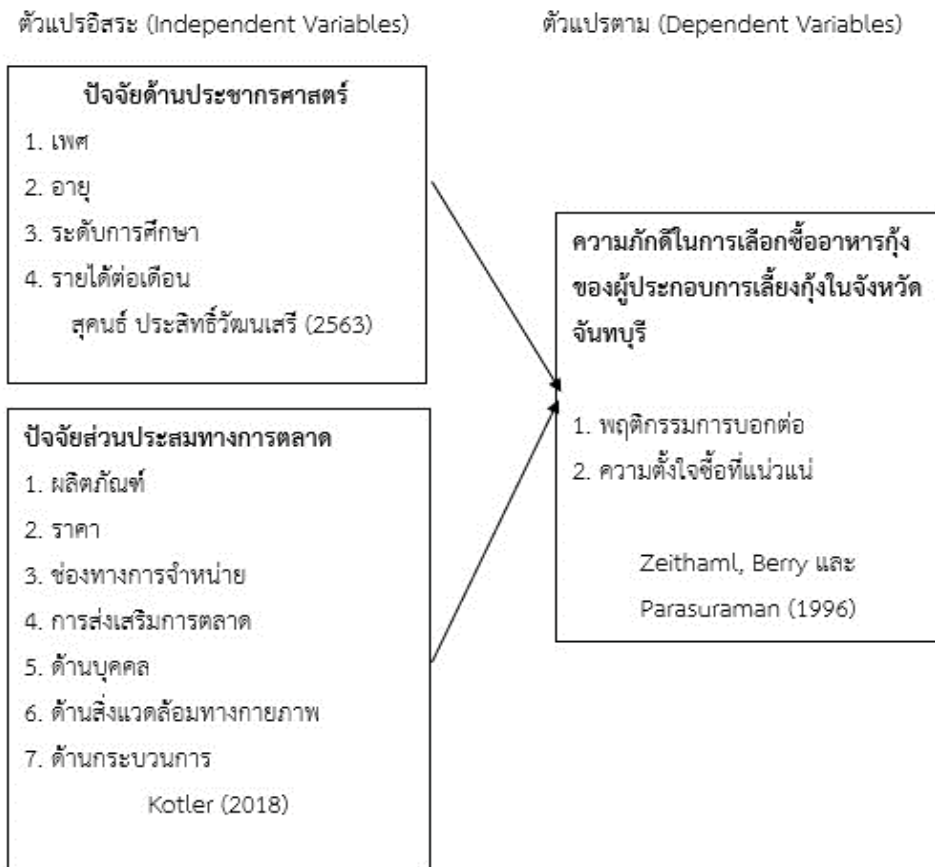 ตัวแปรอิสระ (Independent Variables)
ตัวแปรตาม (Dependent Variables)
ปัจจัยด้านประชากรศาสตร์
1. เพศ
2. อายุ
3. ระดับการศึกษา
4. รายได้ต่อเดือน
สุคนธ์ ประสิทธิ์วัฒนเสรี (2563)
ปัจจัยส่วนประสมทางการตลาด
1. ผลิตภัณฑ์
2. ราคา
3. ช่องทางการจำหน่าย
4. การส่งเสริมการตลาด
5. ด้านบุคคล
6. ด้านสิ่งแวดล้อมทางกายภาพ
7. ด้านกระบวนการ
Kotler (2018)
ความภักดีในการเลือกซื้ออาหารกุ้ง
ของผู้ประกอบการเลี้ยงกุ้งในจังหวัด
จันทบุรี
1. พฤติกรรมการบอกต่อ
2. ความตั้งใจซื้อที่แน่วแน่
Zeithaml, Berry และ
Parasuraman (1996)